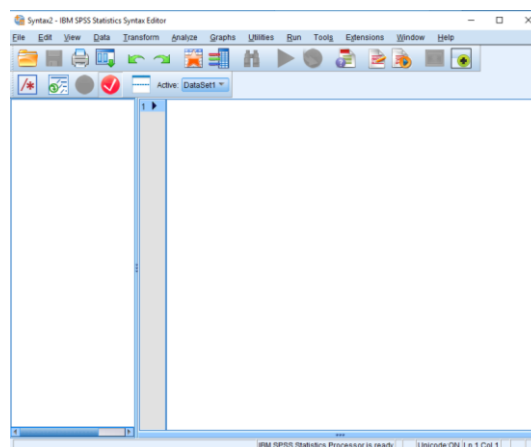 Syntax2 - IBM SPSS Statistics Syntax Editor
File Edit View Data Transform Analyze Graphs Utilities Run Tools Extensions Window Help
Active: DataSet1
1
IBM SPSS Statistics Processor is ready Unicode:ON Ln 1 Col 1